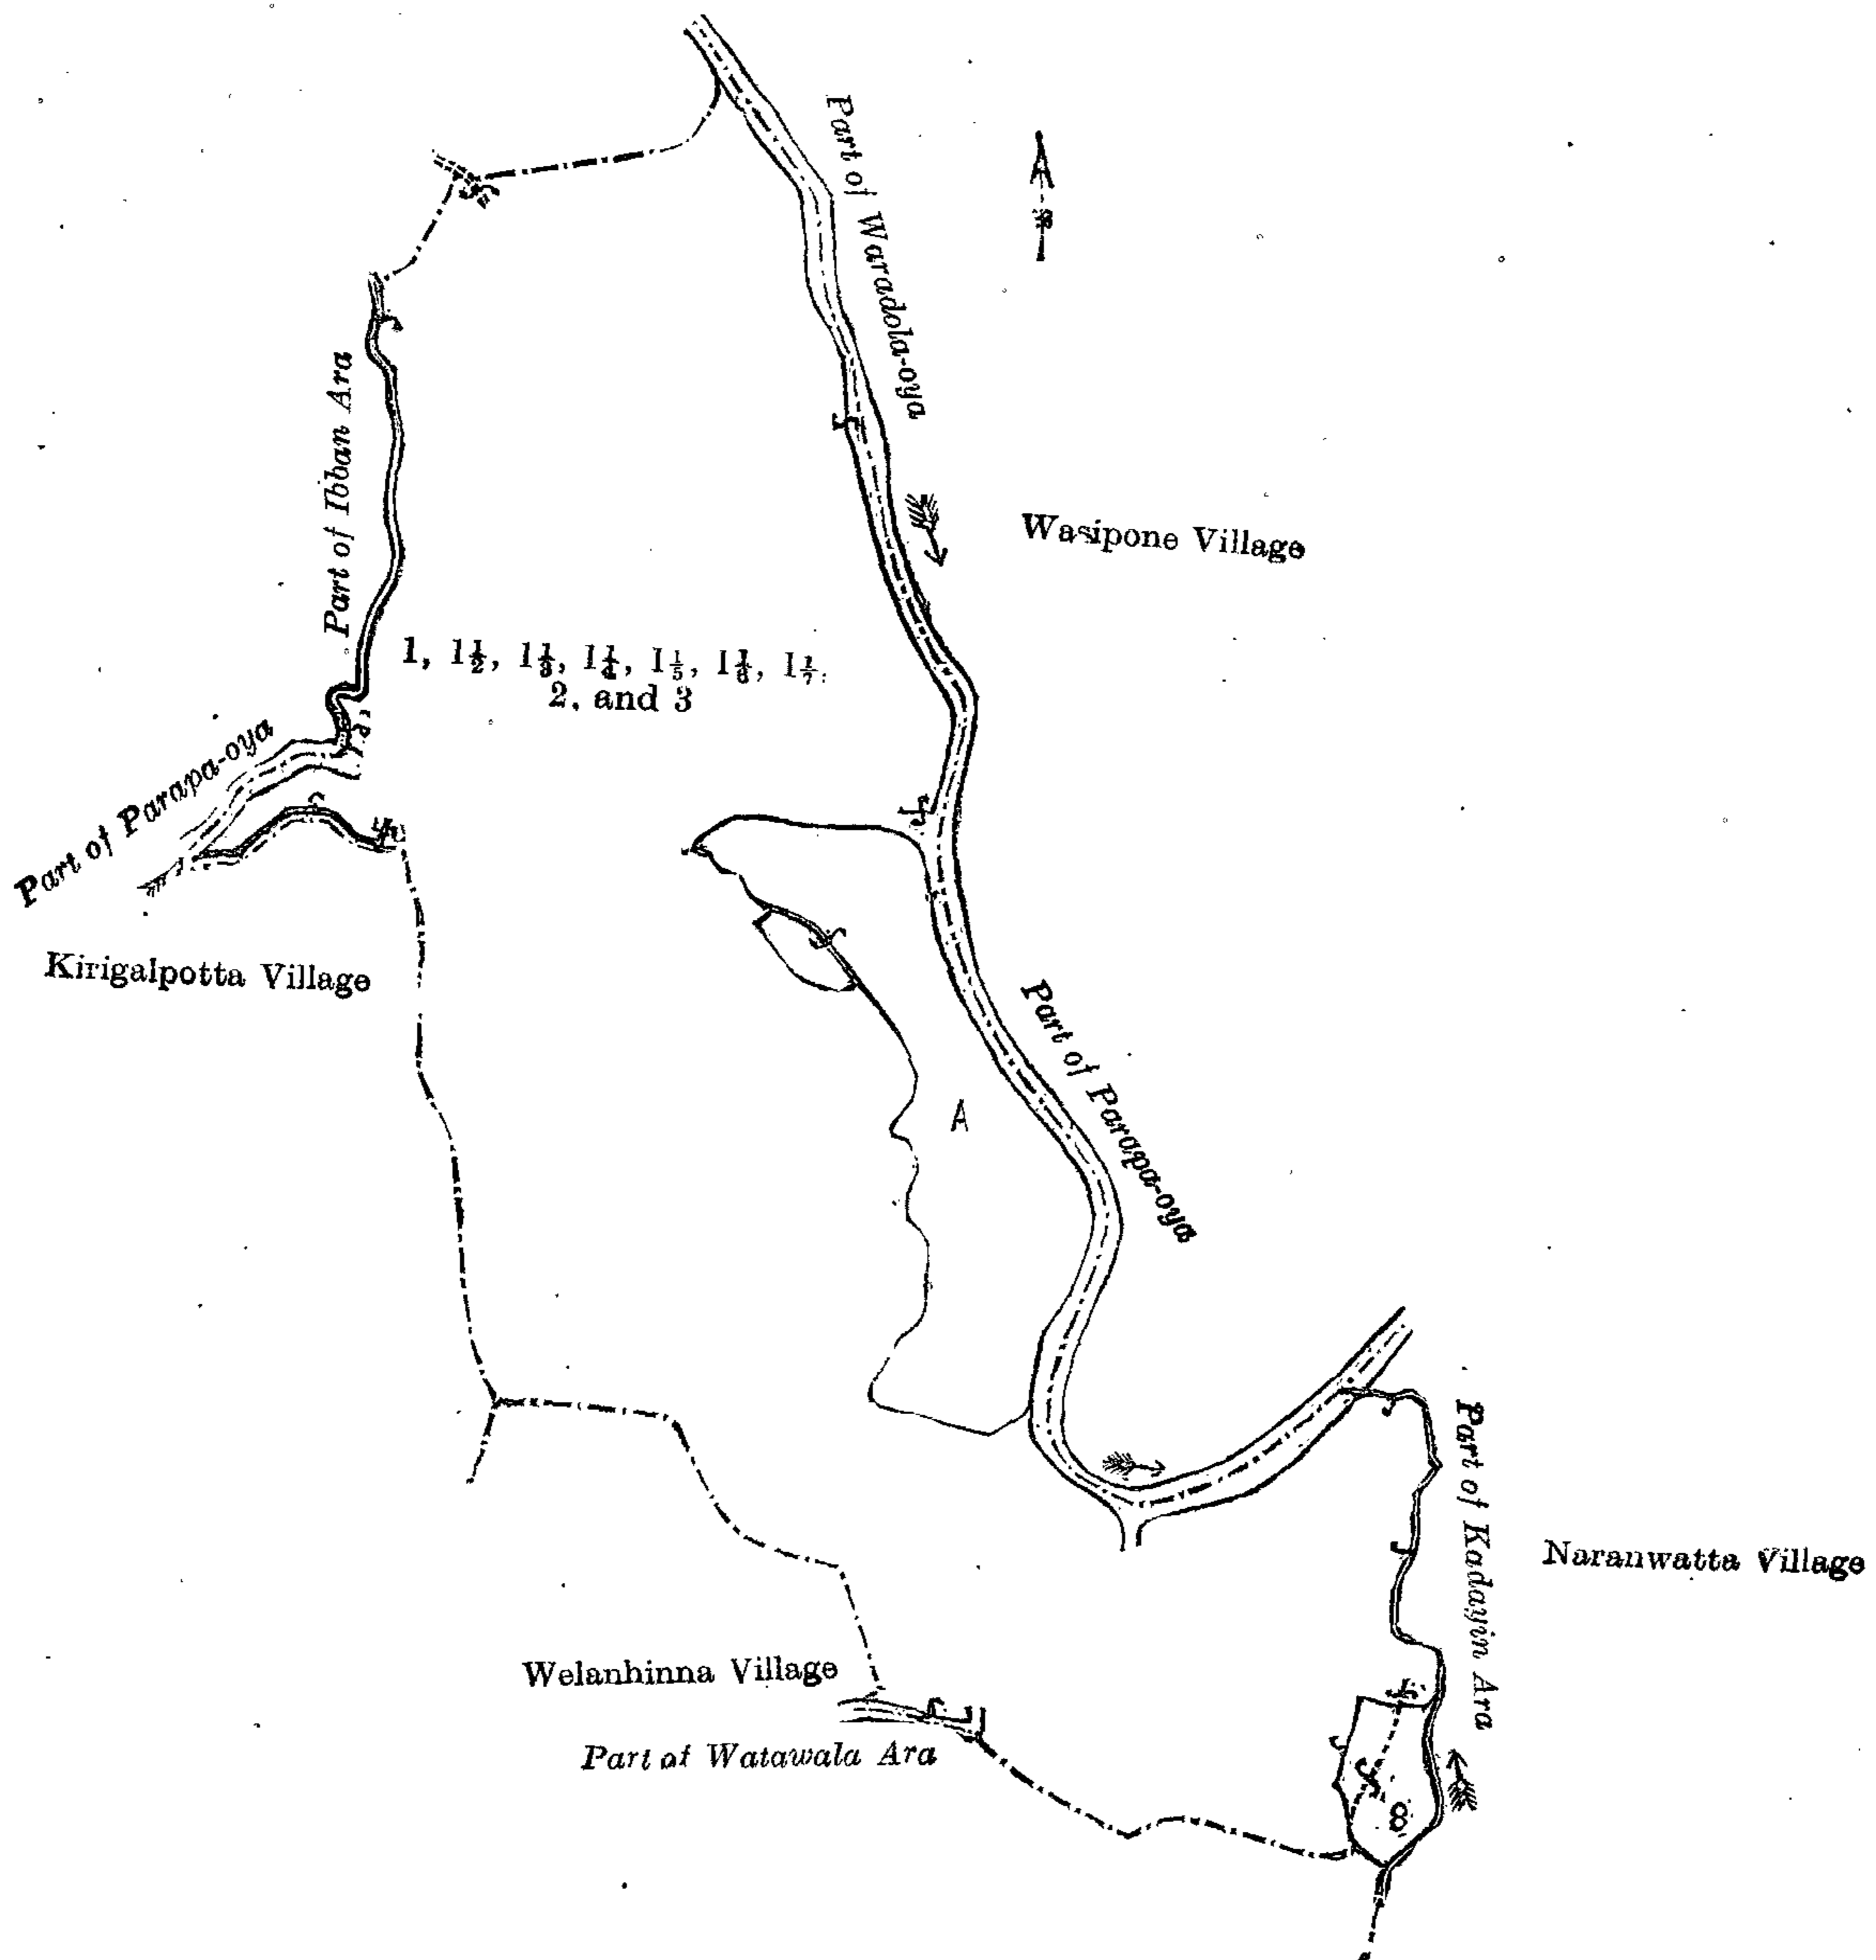 Part of Waradola-oya
Part of Ibban Ara
Wasipone Village
1, 1½, 1⅓, 1¼, 1⅕, 1⅙, 1⅐,
2, and 3
Part of Parapa-oya
Kirigalpotta Village
Part of Parapa-oya
A
Part of Kadayin Ara
Naranwatta Village
Welanhinna Village
Part of Watawala Ara
8